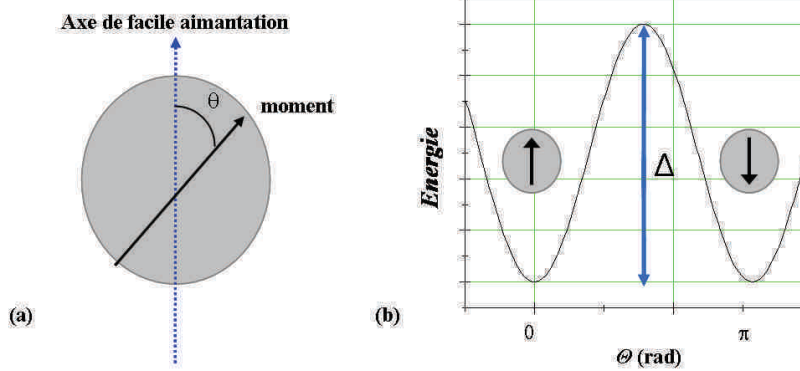 Axe de facile aimantation
θ
moment
(a)
Energie
Δ
0
π
Θ (rad)
(b)